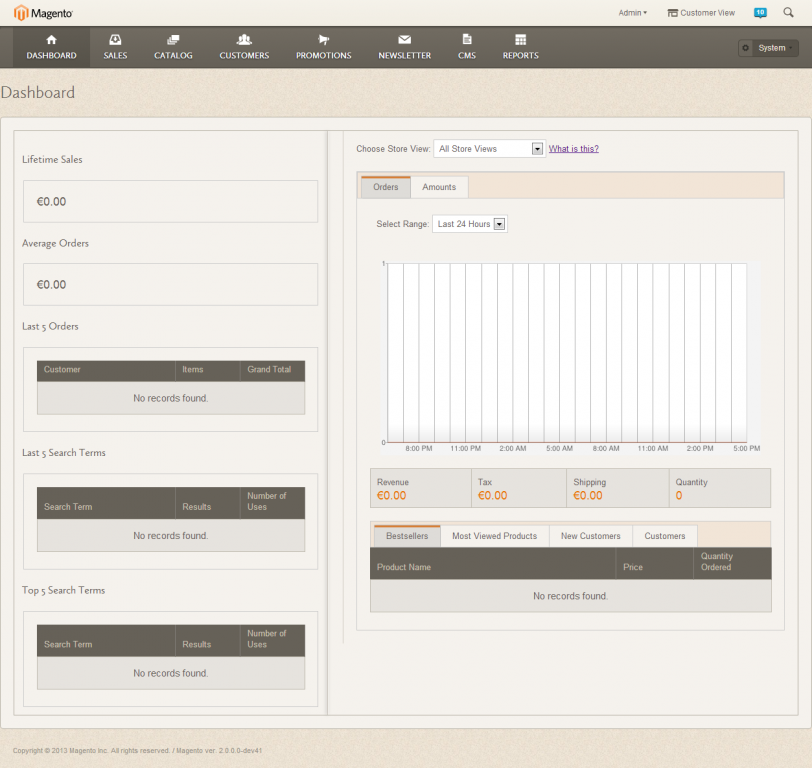 Magento
Admin
Customer View
10
DASHBOARD
SALES
CATALOG
CUSTOMERS
PROMOTIONS
NEWSLETTER
CMS
REPORTS
System
Dashboard
Lifetime Sales
€0.00
Average Orders
€0.00
Last 5 Orders
Customer Items Grand Total
No records found.
Last 5 Search Terms
Search Term Results Number of
Uses
No records found.
Top 5 Search Terms
Search Term Results Number of
Uses
No records found.
Choose Store View: All Store Views What is this?
Orders Amounts
Select Range: Last 24 Hours
1
0
8:00 PM 11:00 PM 2:00 AM 5:00 AM 8:00 AM 11:00 AM 2:00 PM 5:00 PM
Revenue Tax Shipping Quantity
€0.00 €0.00 €0.00 0
Bestsellers Most Viewed Products New Customers Customers
Product Name Price Quantity
Ordered
No records found.
Copyright © 2013 Magento Inc. All rights reserved. / Magento ver. 2.0.0.0-dev41